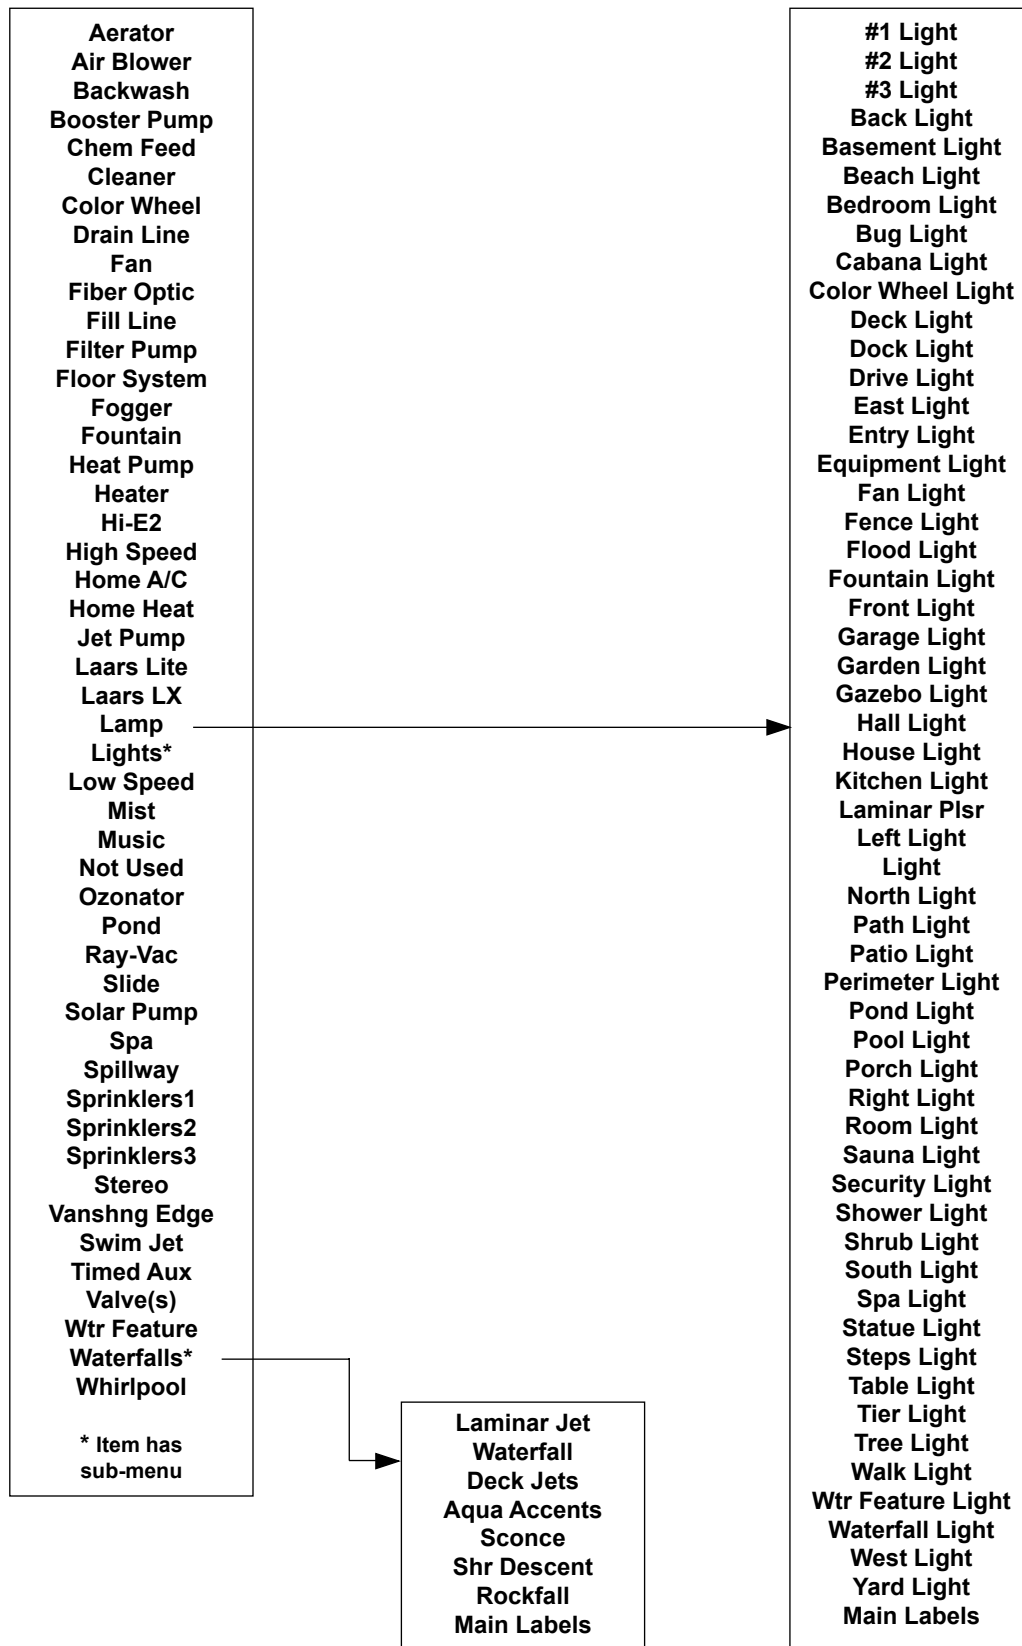 Aerator
Air Blower
Backwash
Booster Pump
Chem Feed
Cleaner
Color Wheel
Drain Line
Fan
Fiber Optic
Fill Line
Filter Pump
Floor System
Fogger
Fountain
Heat Pump
Heater
Hi-E2
High Speed
Home A/C
Home Heat
Jet Pump
Laars Lite
Laars LX
Lamp
Lights*
Low Speed
Mist
Music
Not Used
Ozonator
Pond
Ray-Vac
Slide
Solar Pump
Spa
Spillway
Sprinklers1
Sprinklers2
Sprinklers3
Stereo
Vanshng Edge
Swim Jet
Timed Aux
Valve(s)
Wtr Feature
Waterfalls*
Whirlpool
* Item has
sub-menu
Laminar Jet
Waterfall
Deck Jets
Aqua Accents
Sconce
Shr Descent
Rockfall
Main Labels
#1 Light
#2 Light
#3 Light
Back Light
Basement Light
Beach Light
Bedroom Light
Bug Light
Cabana Light
Color Wheel Light
Deck Light
Dock Light
Drive Light
East Light
Entry Light
Equipment Light
Fan Light
Fence Light
Flood Light
Fountain Light
Front Light
Garage Light
Garden Light
Gazebo Light
Hall Light
House Light
Kitchen Light
Laminar Plsr
Left Light
Light
North Light
Path Light
Patio Light
Perimeter Light
Pond Light
Pool Light
Porch Light
Right Light
Room Light
Sauna Light
Security Light
Shower Light
Shrub Light
South Light
Spa Light
Statue Light
Steps Light
Table Light
Tier Light
Tree Light
Walk Light
Wtr Feature Light
Waterfall Light
West Light
Yard Light
Main Labels